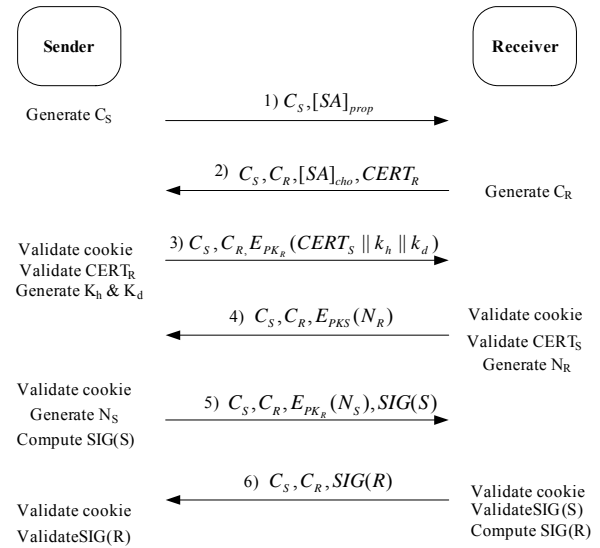 Sender
Receiver
Generate C_S
1) C_S,[SA]_prop
2) C_S,C_R,[SA]_cho,CERT_R
Generate C_R
Validate cookie
Validate CERT_R
Generate K_h & K_d
3) C_S,C_R,E_PK_R(CERT_S || k_h || k_d)
4) C_S,C_R,E_PKS(N_R)
Validate cookie
Validate CERT_S
Generate N_R
Validate cookie
Generate N_S
Compute SIG(S)
5) C_S,C_R,E_PK_R(N_S),SIG(S)
6) C_S,C_R,SIG(R)
Validate cookie
ValidateSIG(R)
Validate cookie
ValidateSIG(S)
Compute SIG(R)